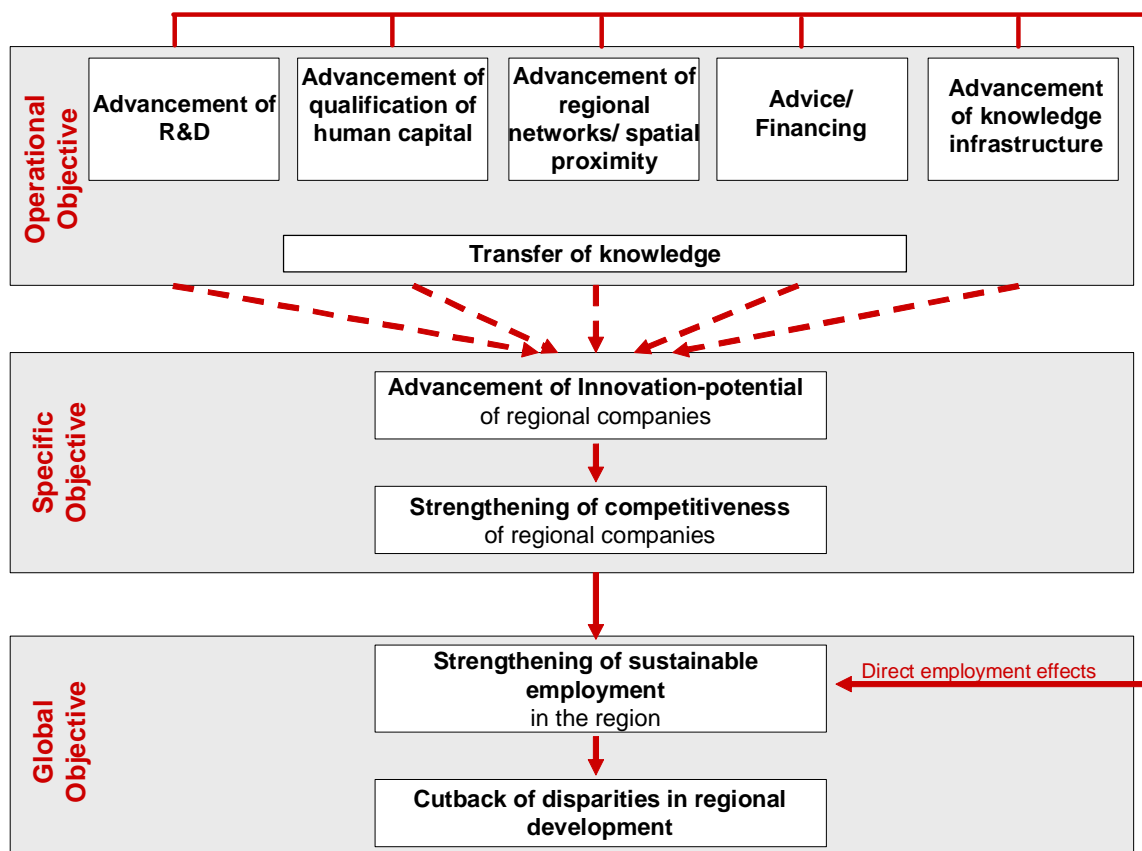 Operational
Objective
Advancement of
R&D
Advancement of
qualification of
human capital
Advancement of
regional
networks/ spatial
proximity
Advice/
Financing
Advancement
of knowledge
infrastructure
Transfer of knowledge
Specific
Objective
Advancement of Innovation-potential
of regional companies
Strengthening of competitiveness
of regional companies
Global
Objective
Strengthening of sustainable
employment
in the region
Direct employment effects
Cutback of disparities in regional
development